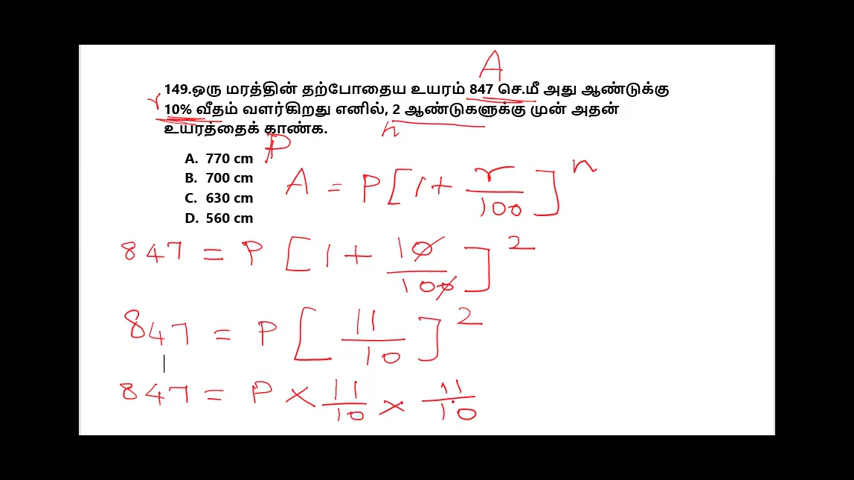 A
149.ஒரு மரத்தின் தற்போதைய உயரம் 847 செ.மீ அது ஆண்டுக்கு
r
10% வீதம் வளர்கிறது எனில், 2 ஆண்டுகளுக்கு முன் அதன்
n
உயரத்தைக் காண்க.
P
A. 770 cm
B. 700 cm
C. 630 cm
D. 560 cm
A = P[1 + r/100]^n
847 = P [1 + 10/100]^2
847 = P [11/10]^2
847 = P × 11/10 × 11/10